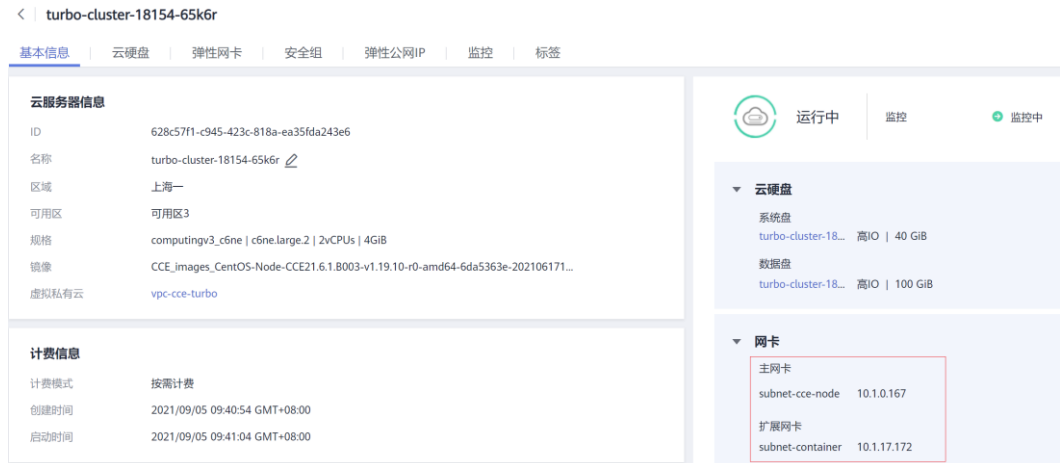 turbo-cluster-18154-65k6r
基本信息 云硬盘 弹性网卡 安全组 弹性公网IP 监控 标签
云服务器信息
ID 628c57f1-c945-423c-818a-ea35fda243e6
名称 turbo-cluster-18154-65k6r
区域 上海一
可用区 可用区3
规格 computingv3_c6ne | c6ne.large.2 | 2vCPUs | 4GiB
镜像 CCE_images_CentOS-Node-CCE21.6.1.B003-v1.19.10-r0-amd64-6da5363e-202106171...
虚拟私有云 vpc-cce-turbo
计费信息
计费模式 按需计费
创建时间 2021/09/05 09:40:54 GMT+08:00
启动时间 2021/09/05 09:41:04 GMT+08:00
运行中 监控 监控中
云硬盘
系统盘
turbo-cluster-18... 高IO | 40 GiB
数据盘
turbo-cluster-18... 高IO | 100 GiB
网卡
主网卡
subnet-cce-node 10.1.0.167
扩展网卡
subnet-container 10.1.17.172